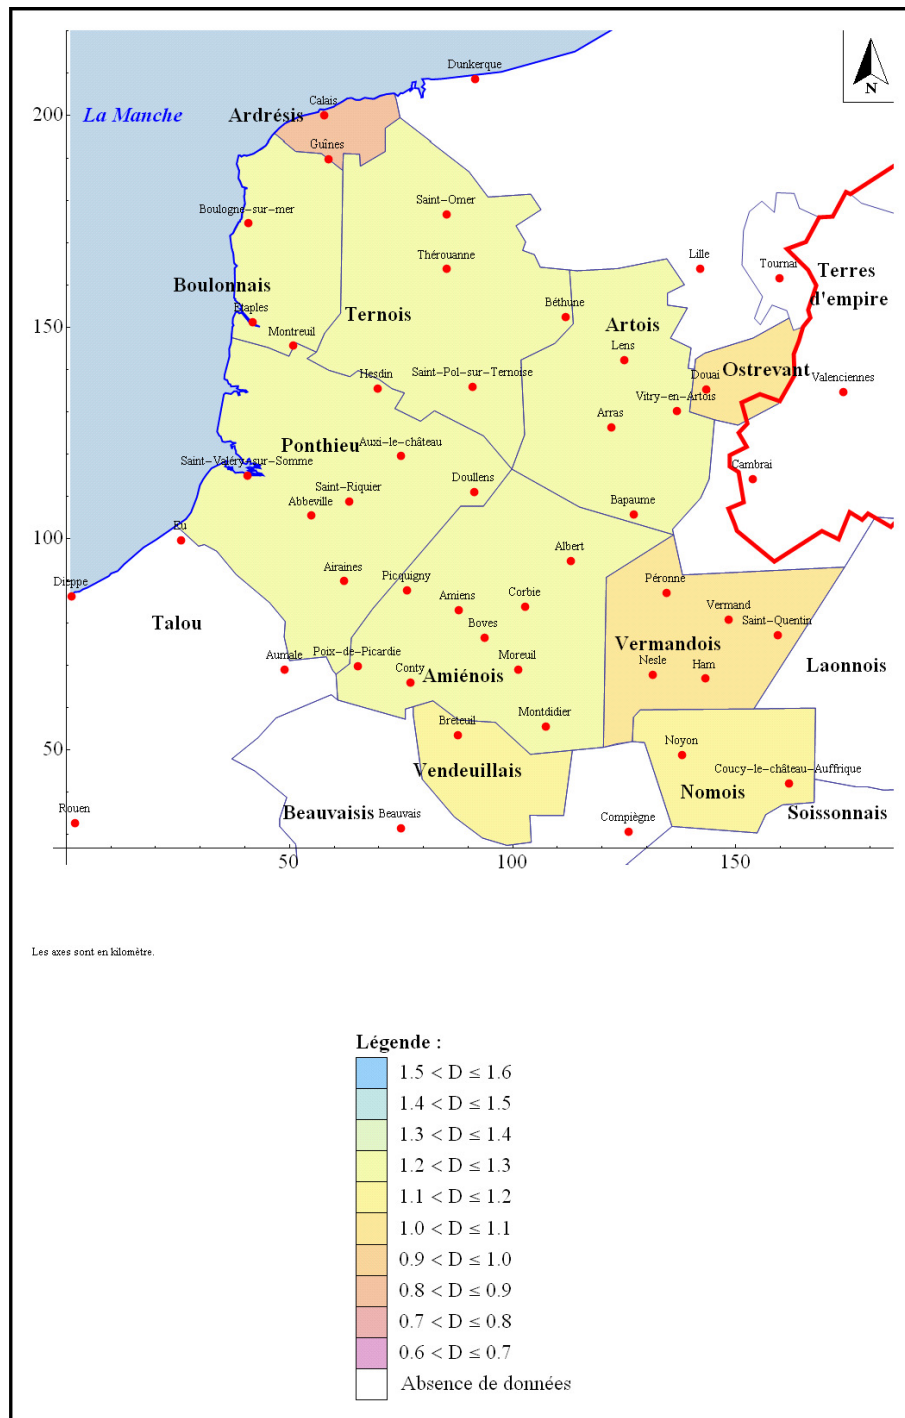 N
Dunkerque
Calais
200
La Manche
Ardrésis
Guînes
Saint-Omer
Boulogne-sur-mer
Thérouanne
Lille
Tournai
Terres
d'empire
Boulonnais
Ternois
Béthune
Artois
Étaples
150
Montreuil
Lens
Hesdin
Saint-Pol-sur-Ternoise
Douai
Ostrevant
Valenciennes
Vitry-en-Artois
Arras
Ponthieu
Auxi-le-château
Saint-Valéry-sur-Somme
Cambrai
Saint-Riquier
Doullens
Abbeville
Bapaume
100
Eu
Albert
Airaines
Picquigny
Péronne
Dieppe
Amiens
Corbie
Vermand
Talou
Boves
Saint-Quentin
Vermandois
Aumale
Poix-de-Picardie
Moreuil
Nesle
Ham
Laonnois
Conty
Amiénois
Montdidier
Breteuil
50
Noyon
Vendeuillais
Coucy-le-château-Auffrique
Nomois
Rouen
Beauvaisis
Beauvais
Compiègne
Soissonnais
50
100
150
Les axes sont en kilomètre.
Légende :
1.5 < D ≤ 1.6
1.4 < D ≤ 1.5
1.3 < D ≤ 1.4
1.2 < D ≤ 1.3
1.1 < D ≤ 1.2
1.0 < D ≤ 1.1
0.9 < D ≤ 1.0
0.8 < D ≤ 0.9
0.7 < D ≤ 0.8
0.6 < D ≤ 0.7
Absence de données